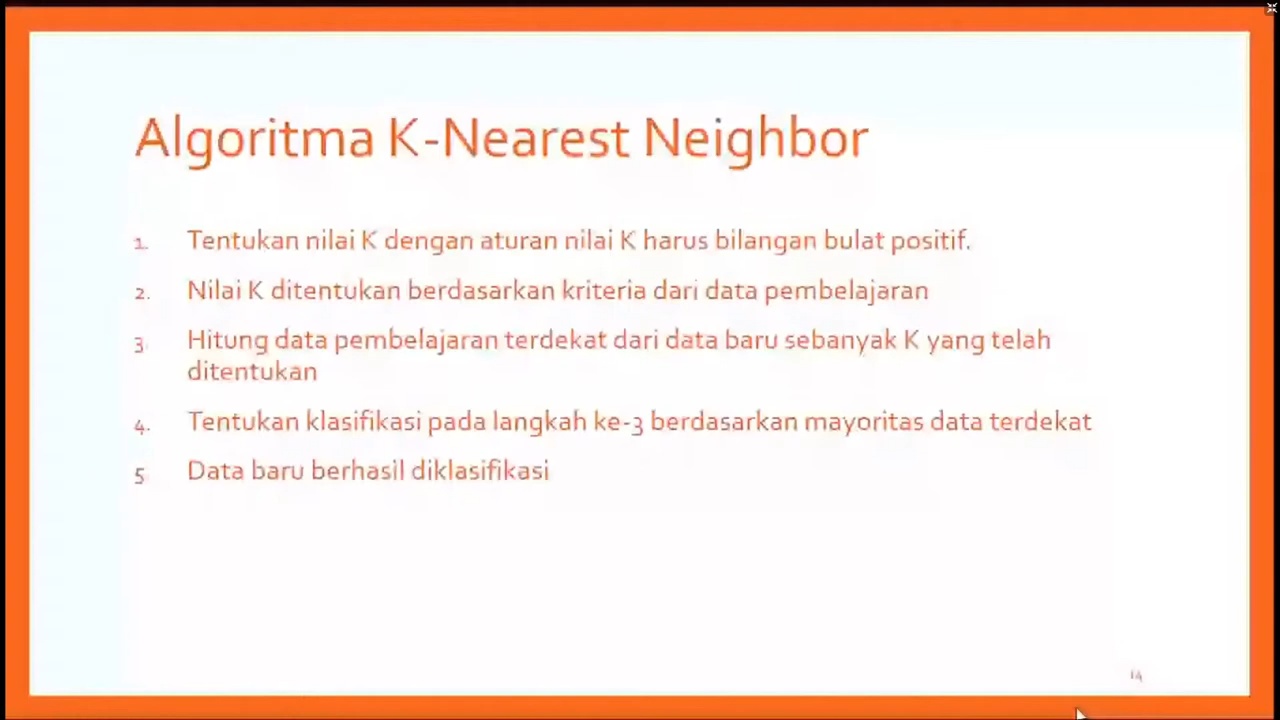 Algoritma K-Nearest Neighbor
1. Tentukan nilai K dengan aturan nilai K harus bilangan bulat positif.
2. Nilai K ditentukan berdasarkan kriteria dari data pembelajaran
3. Hitung data pembelajaran terdekat dari data baru sebanyak K yang telah
ditentukan
4. Tentukan klasifikasi pada langkah ke-3 berdasarkan mayoritas data terdekat
5. Data baru berhasil diklasifikasi
14